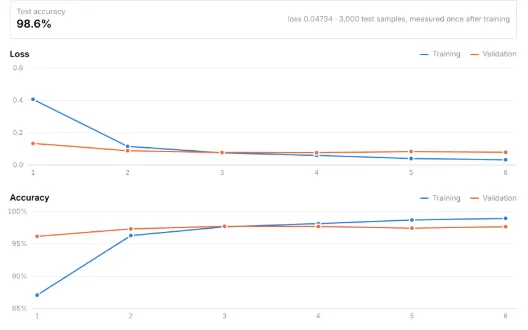 Test accuracy
98.6%
loss 0.04734 · 3,000 test samples, measured once after training
Loss
Training
Validation
0.6
0.4
0.2
0.0
1 2 3 4 5 6
Accuracy
Training
Validation
100%
95%
90%
85%
1 2 3 4 5 6